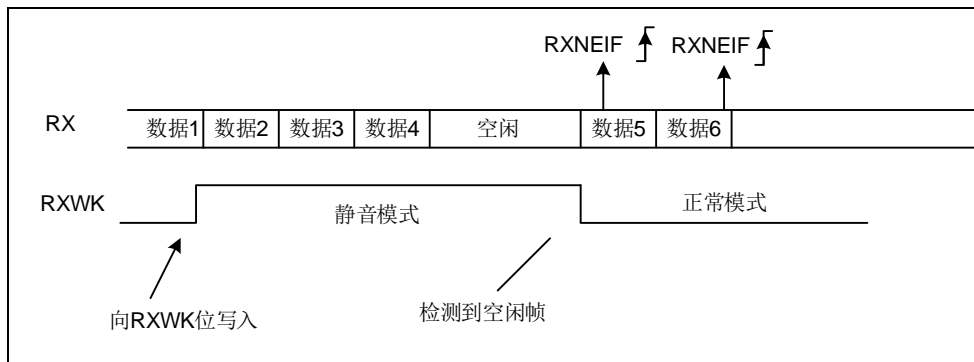 RXNEIF RXNEIF
RX 数据1 数据2 数据3 数据4 空闲 数据5 数据6
RXWK 静音模式 正常模式
向RXWK位写入 检测到空闲帧